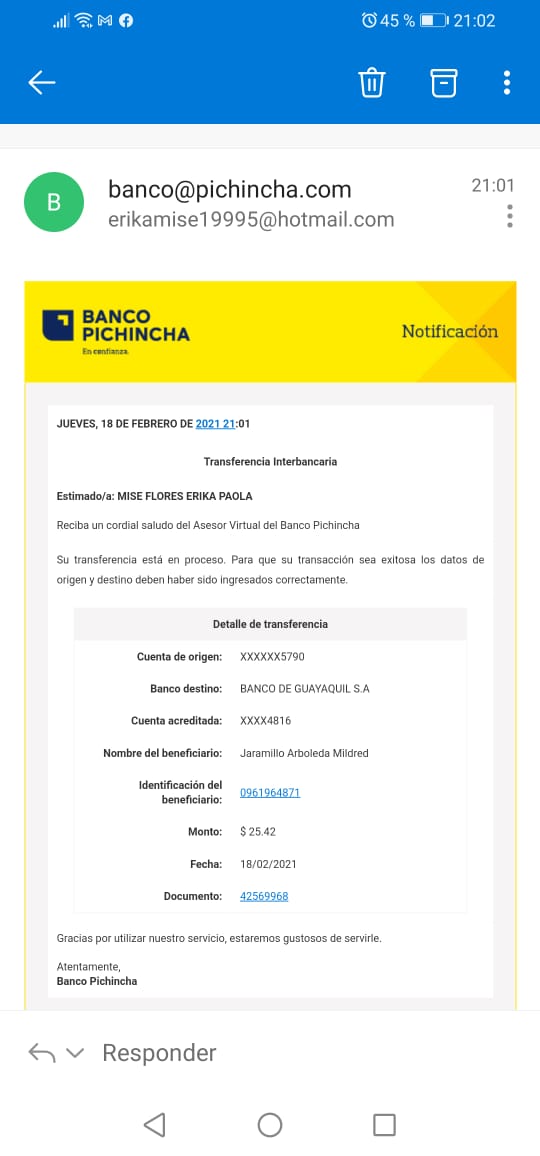 45 % 21:02
B
banco@pichincha.com
21:01
erikamise19995@hotmail.com
BANCO
PICHINCHA
En confianza.
Notificación
JUEVES, 18 DE FEBRERO DE 2021 21:01
Transferencia Interbancaria
Estimado/a: MISE FLORES ERIKA PAOLA
Reciba un cordial saludo del Asesor Virtual del Banco Pichincha
Su transferencia está en proceso. Para que su transacción sea exitosa los datos de
origen y destino deben haber sido ingresados correctamente.
Detalle de transferencia
Cuenta de origen: XXXXXX5790
Banco destino: BANCO DE GUAYAQUIL S.A
Cuenta acreditada: XXXX4816
Nombre del beneficiario: Jaramillo Arboleda Mildred
Identificación del
beneficiario: 0961964871
Monto: $ 25.42
Fecha: 18/02/2021
Documento: 42569968
Gracias por utilizar nuestro servicio, estaremos gustosos de servirle.
Atentamente,
Banco Pichincha
Responder